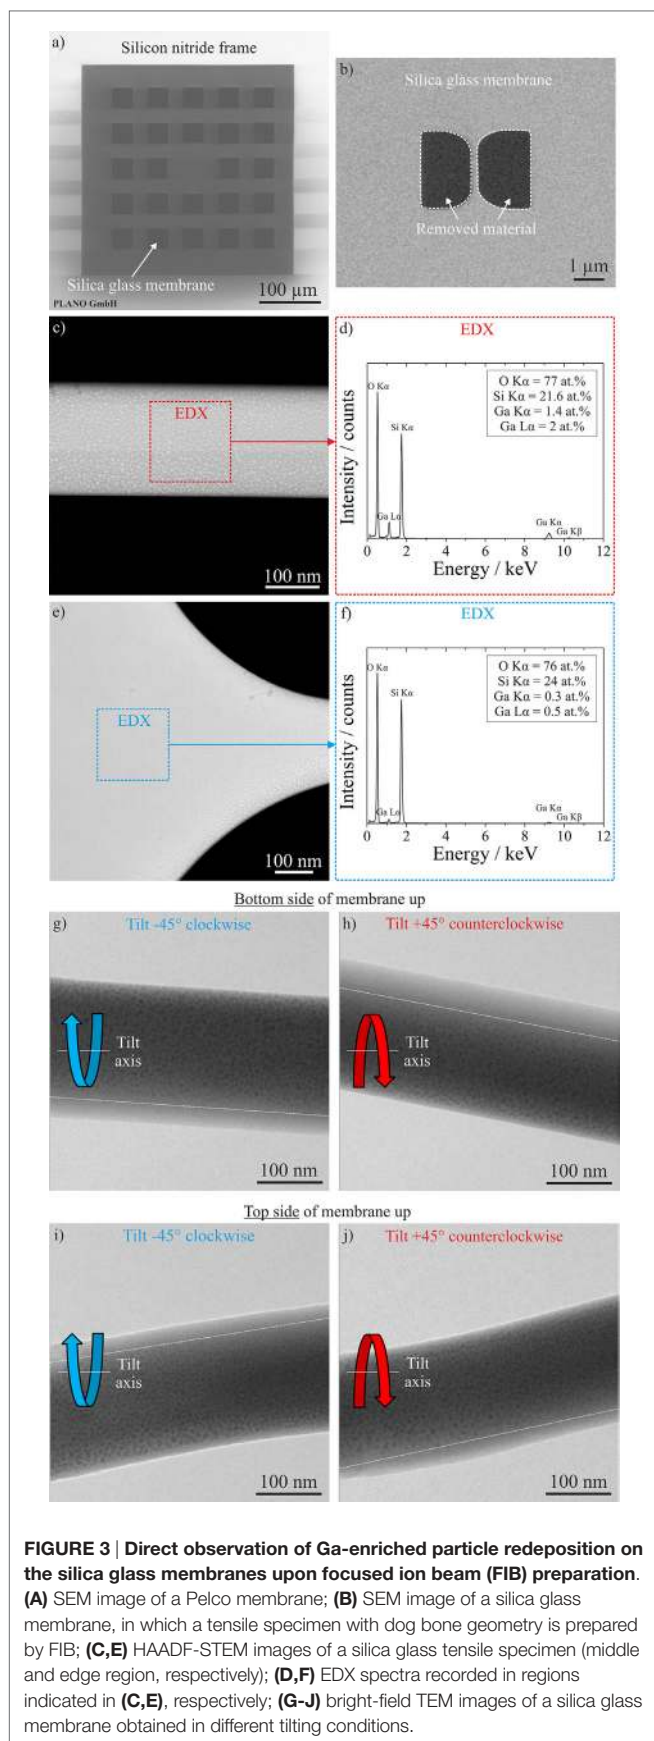 a)
Silicon nitride frame
Silica glass membrane
100 µm
PLANO GmbH
b)
Silica glass membrane
Removed material
1 µm
c)
EDX
100 nm
d)
EDX
O Kα = 77 at.%
Si Kα = 21.6 at.%
Ga Kα = 1.4 at.%
Ga Lα = 2 at.%
O Kα
Si Kα
Ga Lα
Ga Kα
Ga Kβ
Intensity / counts
0 2 4 6 8 10 12
Energy / keV
e)
EDX
100 nm
f)
EDX
O Kα = 76 at.%
Si Kα = 24 at.%
Ga Kα = 0.3 at.%
Ga Lα = 0.5 at.%
O Kα
Si Kα
Ga Lα
Ga Kα
Ga Kβ
Intensity / counts
0 2 4 6 8 10 12
Energy / keV
Bottom side of membrane up
g)
Tilt -45° clockwise
Tilt
axis
100 nm
h)
Tilt +45° counterclockwise
Tilt
axis
100 nm
Top side of membrane up
i)
Tilt -45° clockwise
Tilt
axis
100 nm
j)
Tilt +45° counterclockwise
Tilt
axis
100 nm
FIGURE 3 | Direct observation of Ga-enriched particle redeposition on
the silica glass membranes upon focused ion beam (FIB) preparation.
(A) SEM image of a Pelco membrane; (B) SEM image of a silica glass
membrane, in which a tensile specimen with dog bone geometry is prepared
by FIB; (C,E) HAADF-STEM images of a silica glass tensile specimen (middle
and edge region, respectively); (D,F) EDX spectra recorded in regions
indicated in (C,E), respectively; (G-J) bright-field TEM images of a silica glass
membrane obtained in different tilting conditions.